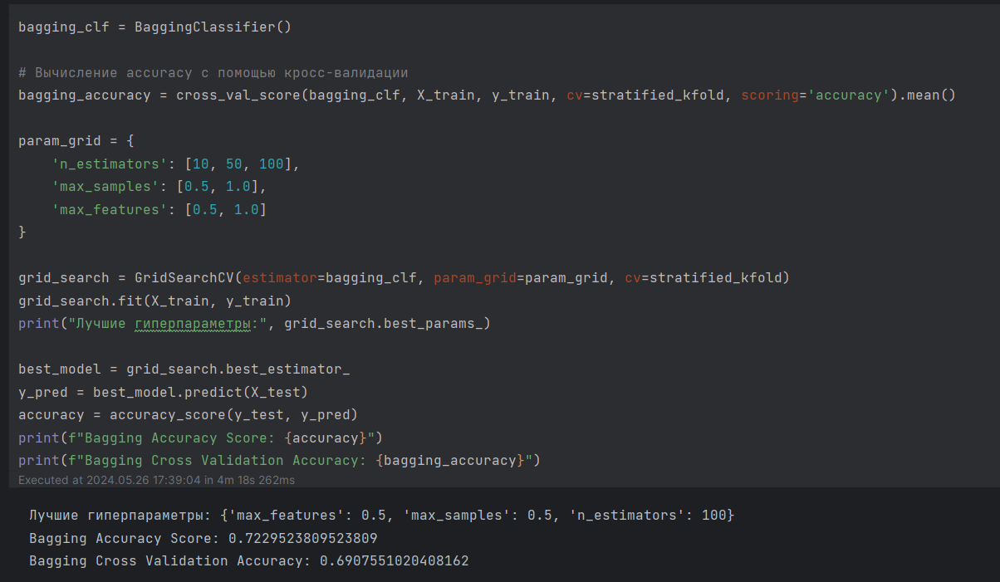 bagging_clf = BaggingClassifier()
# Вычисление accuracy с помощью кросс-валидации
bagging_accuracy = cross_val_score(bagging_clf, X_train, y_train, cv=stratified_kfold, scoring='accuracy').mean()
param_grid = {
    'n_estimators': [10, 50, 100],
    'max_samples': [0.5, 1.0],
    'max_features': [0.5, 1.0]
}
grid_search = GridSearchCV(estimator=bagging_clf, param_grid=param_grid, cv=stratified_kfold)
grid_search.fit(X_train, y_train)
print("Лучшие гиперпараметры:", grid_search.best_params_)
best_model = grid_search.best_estimator_
y_pred = best_model.predict(X_test)
accuracy = accuracy_score(y_test, y_pred)
print(f"Bagging Accuracy Score: {accuracy}")
print(f"Bagging Cross Validation Accuracy: {bagging_accuracy}")
Executed at 2024.05.26 17:39:04 in 4m 18s 262ms
Лучшие гиперпараметры: {'max_features': 0.5, 'max_samples': 0.5, 'n_estimators': 100}
Bagging Accuracy Score: 0.7229523809523809
Bagging Cross Validation Accuracy: 0.6907551020408162